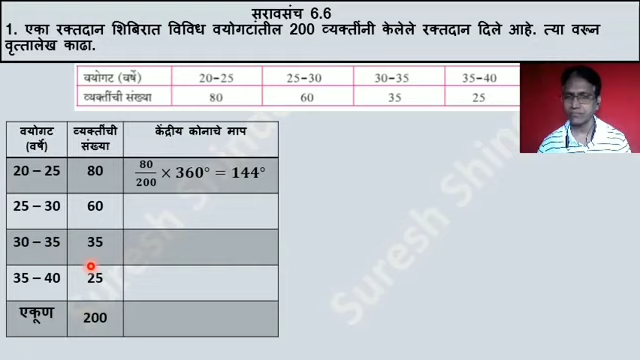 सरावसंच 6.6
1. एका रक्तदान शिबिरात विविध वयोगटांतील 200 व्यक्तींनी केलेले रक्तदान दिले आहे. त्या वरून
वृत्तालेख काढा.
वयोगट (वर्षे) 20-25 25-30 30-35 35-40
व्यक्तींची संख्या 80 60 35 25
वयोगट (वर्षे) व्यक्तींची संख्या केंद्रीय कोनाचे माप
20 – 25 80 80/200 × 360° = 144°
25 – 30 60
30 – 35 35
35 – 40 25
एकूण 200
Suresh Shinde
Suresh Shin